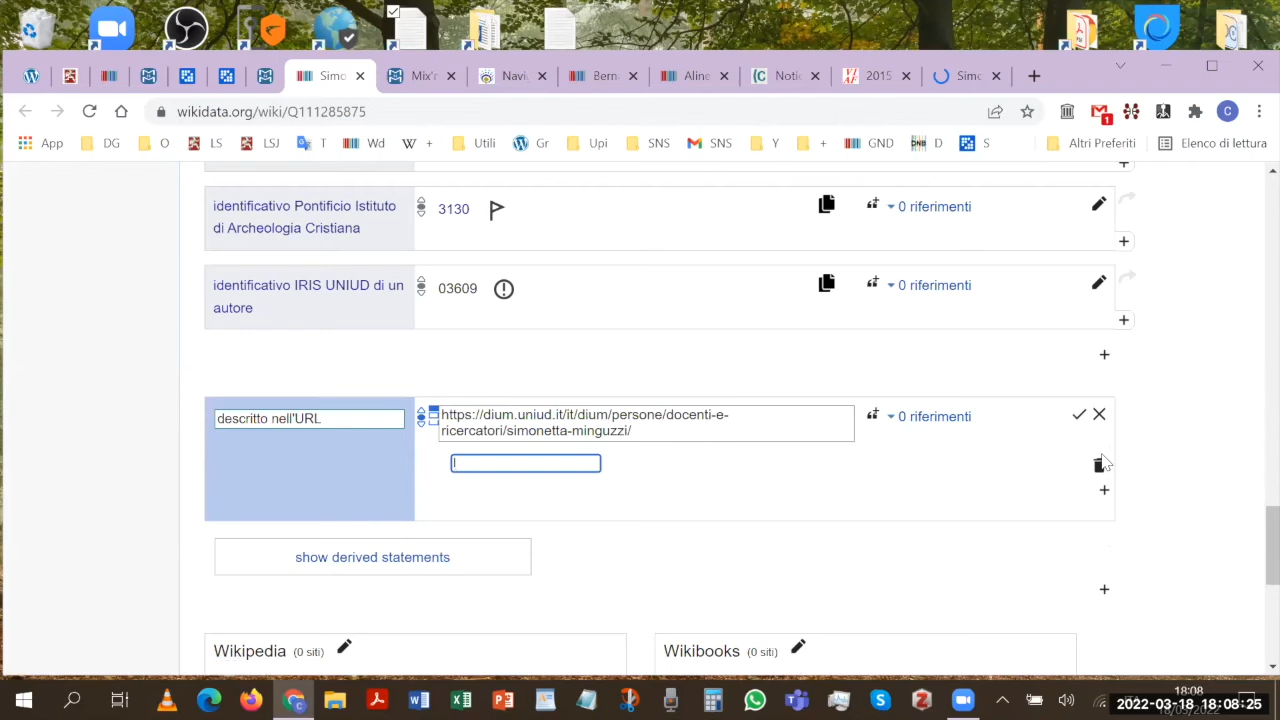 Simo
Mix'n
Navi
Bern
Aline
Notiz
2015
Simo
wikidata.org/wiki/Q111285875
1
C
App
DG
O
LS
LSJ
T
Wd
W +
Utili
Gr
Upi
SNS
SNS
Y
+
GND
D
S
Altri Preferiti
Elenco di lettura
identificativo Pontificio Istituto
di Archeologia Cristiana
3130
0 riferimenti
identificativo IRIS UNIUD di un
autore
03609
0 riferimenti
descritto nell'URL
https://dium.uniud.it/it/dium/persone/docenti-e-
ricercatori/simonetta-minguzzi/
0 riferimenti
show derived statements
Wikipedia (0 siti)
Wikibooks (0 siti)
18:08
2022-03-18 18:08:25